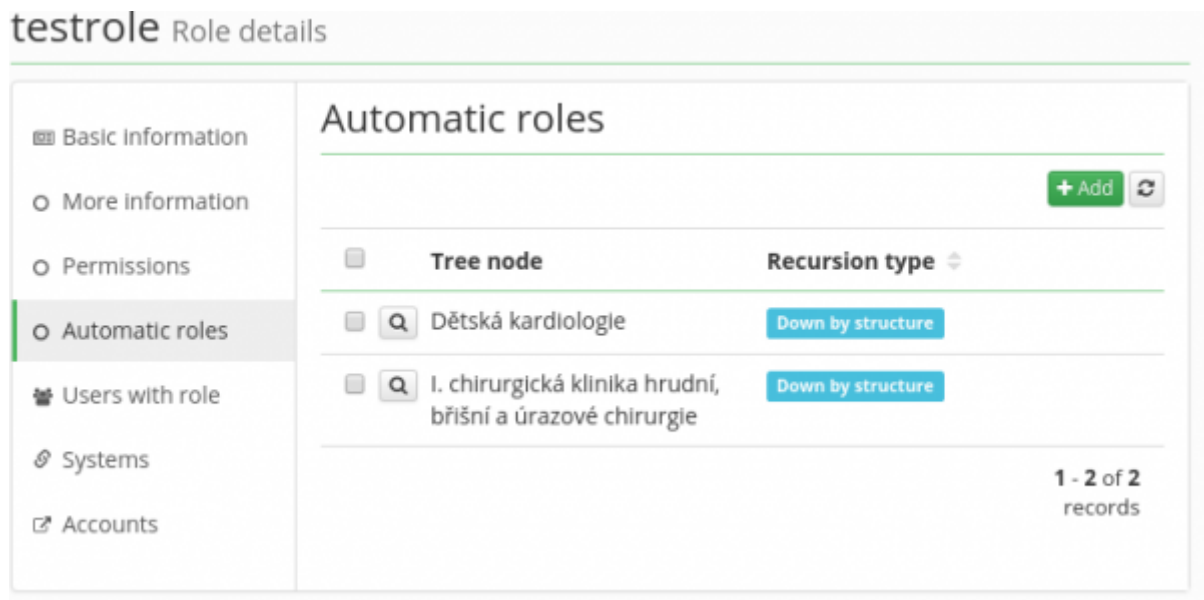 testrole Role details
Basic information
More information
Permissions
Automatic roles
Users with role
Systems
Accounts
Automatic roles
Add
Tree node Recursion type
Dětská kardiologie Down by structure
I. chirurgická klinika hrudní, Down by structure
břišní a úrazové chirurgie
1 - 2 of 2
records